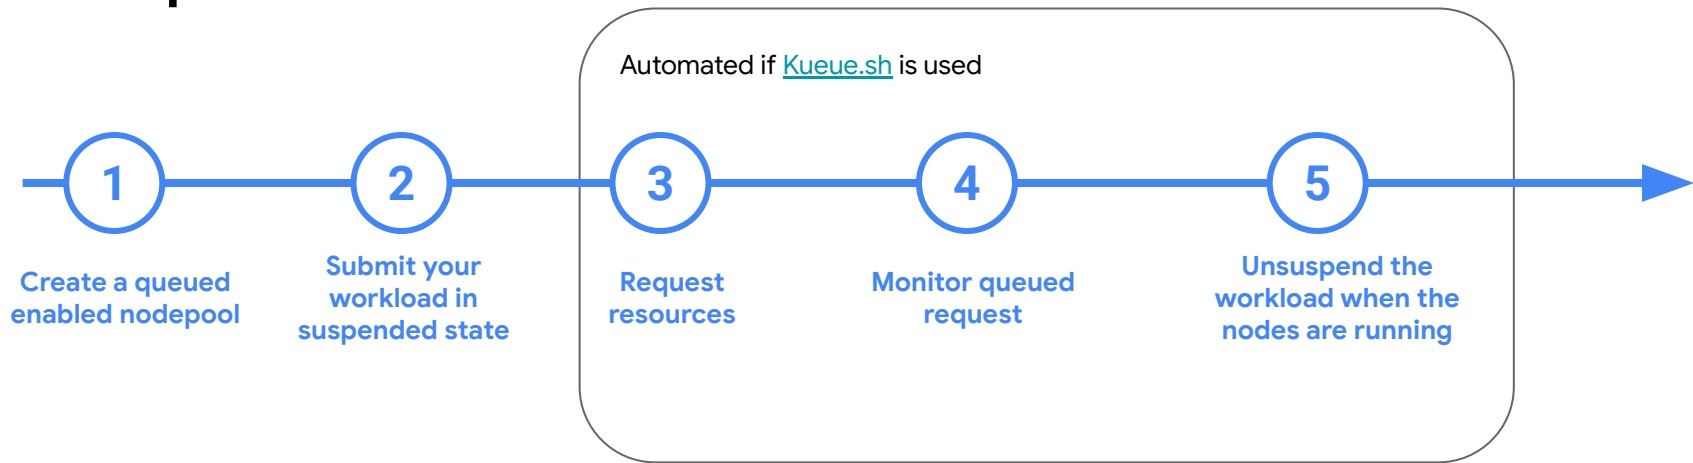 Automated if Kueue.sh is used
1
2
3
4
5
Create a queued
enabled nodepool
Submit your
workload in
suspended state
Request
resources
Monitor queued
request
Unsuspend the
workload when the
nodes are running